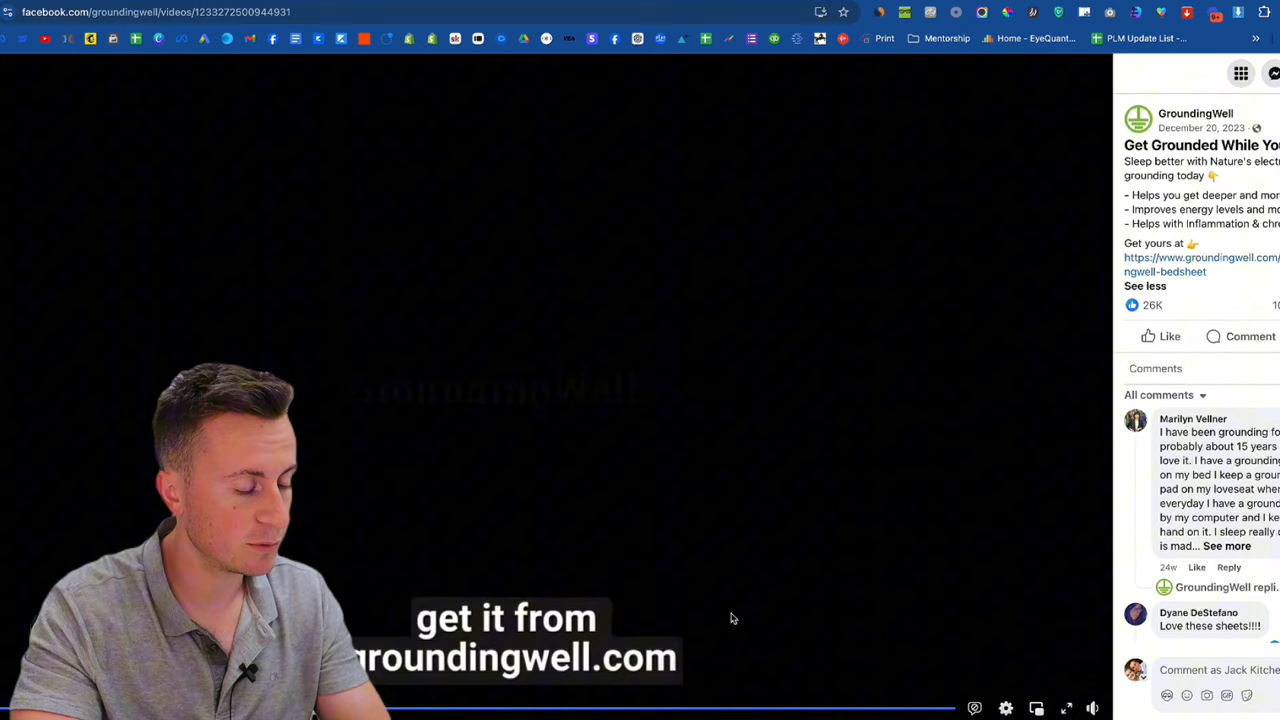 facebook.com/groundingwell/videos/1233272500944931
Print
Mentorship
Home - EyeQuant...
PLM Update List -...
GroundingWell
December 20, 2023
Get Grounded While Yo
Sleep better with Nature's elect
grounding today
- Helps you get deeper and mor
- Improves energy levels and mo
- Helps with Inflammation & chr
Get yours at
https://www.groundingwell.com/
ngwell-bedsheet
See less
26K
10
Like
Comment
Comments
All comments
Marilyn Vellner
I have been grounding fo
probably about 15 years
love it. I have a grounding
on my bed I keep a groun
pad on my loveseat when
everyday I have a ground
by my computer and I ke
hand on it. I sleep really d
is mad... See more
24w Like Reply
GroundingWell repli...
Dyane DeStefano
Love these sheets!!!!
Comment as Jack Kitche
GroundingWell
get it from
groundingwell.com